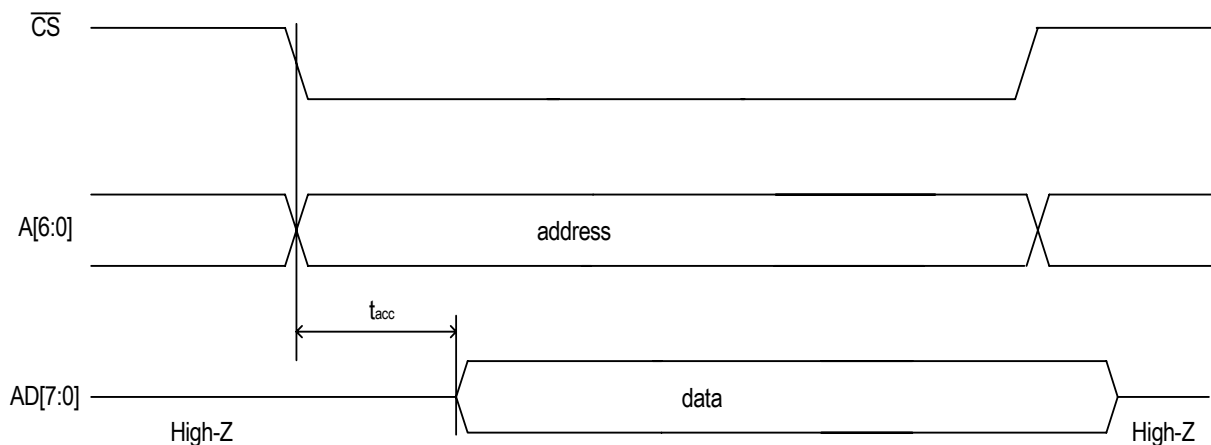 CS
A[6:0]
address
tacc
AD[7:0]
data
High-Z
High-Z